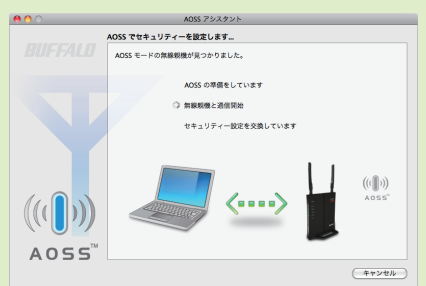 AOSS アシスタント
AOSS でセキュリティーを設定します...
BUFFALO
AOSS モードの無線親機が見つかりました。
AOSS の準備をしています
無線親機と通信開始
セキュリティー設定を交換しています
AOSS™
AOSS™
キャンセル